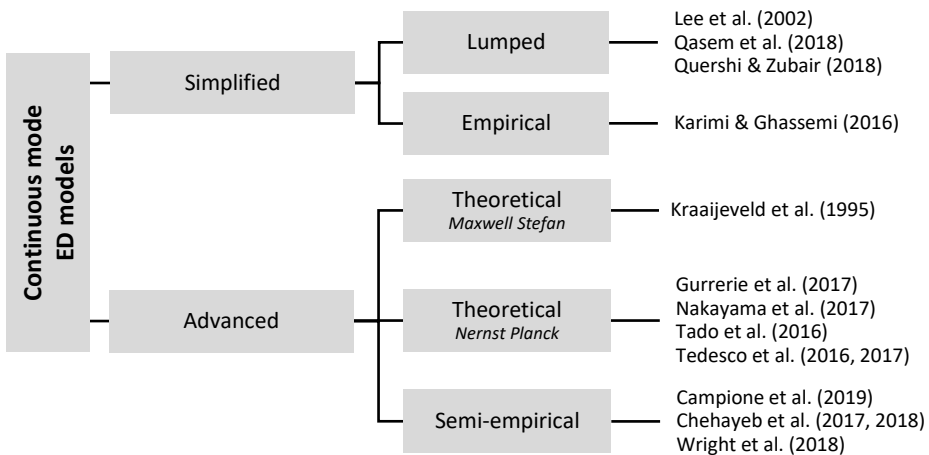 Continuous mode
ED models
Simplified
Lumped
Lee et al. (2002)
Qasem et al. (2018)
Quershi & Zubair (2018)
Empirical
Karimi & Ghassemi (2016)
Advanced
Theoretical
Maxwell Stefan
Kraaijeveld et al. (1995)
Theoretical
Nernst Planck
Gurrerie et al. (2017)
Nakayama et al. (2017)
Tado et al. (2016)
Tedesco et al. (2016, 2017)
Semi-empirical
Campione et al. (2019)
Chehayeb et al. (2017, 2018)
Wright et al. (2018)